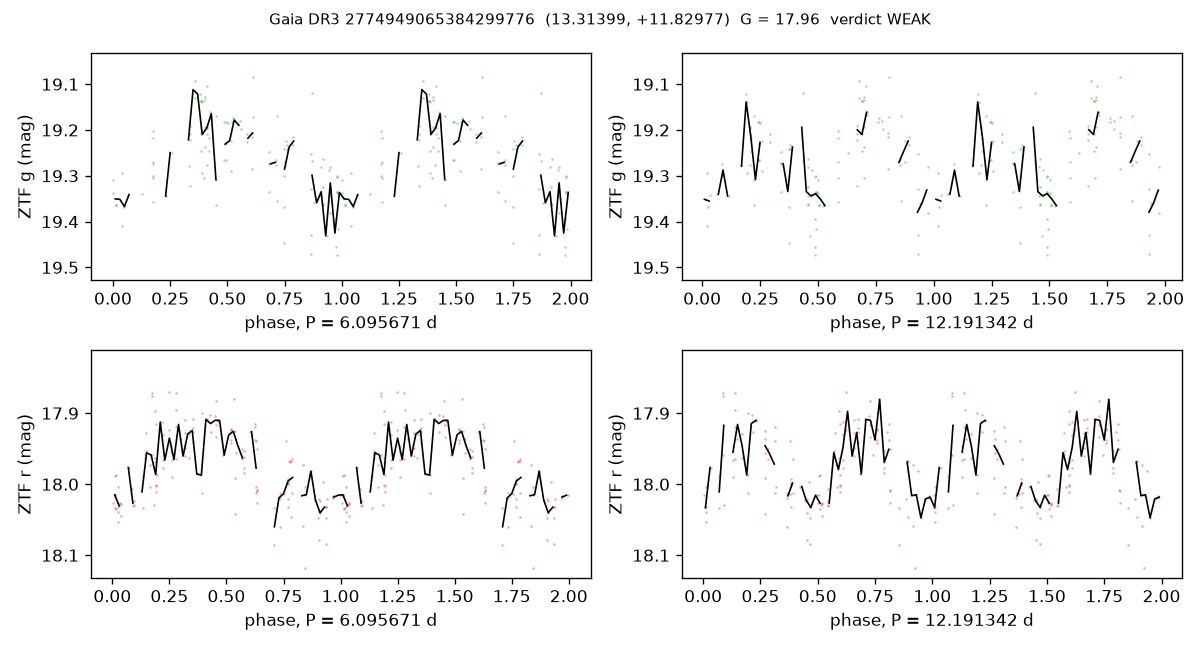 Gaia DR3 2774949065384299776 (13.31399, +11.82977) G = 17.96 verdict WEAK
ZTF g (mag)
19.1
19.2
19.3
19.4
19.5
0.00 0.25 0.50 0.75 1.00 1.25 1.50 1.75 2.00
phase, P = 6.095671 d
ZTF g (mag)
19.1
19.2
19.3
19.4
19.5
0.00 0.25 0.50 0.75 1.00 1.25 1.50 1.75 2.00
phase, P = 12.191342 d
ZTF r (mag)
17.9
18.0
18.1
0.00 0.25 0.50 0.75 1.00 1.25 1.50 1.75 2.00
phase, P = 6.095671 d
ZTF r (mag)
17.9
18.0
18.1
0.00 0.25 0.50 0.75 1.00 1.25 1.50 1.75 2.00
phase, P = 12.191342 d